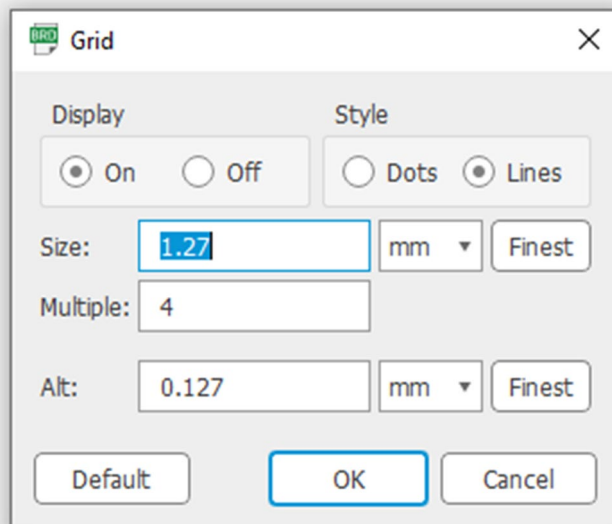 BRD Grid
Display Style
On Off Dots Lines
Size: 1.27 mm Finest
Multiple: 4
Alt: 0.127 mm Finest
Default OK Cancel